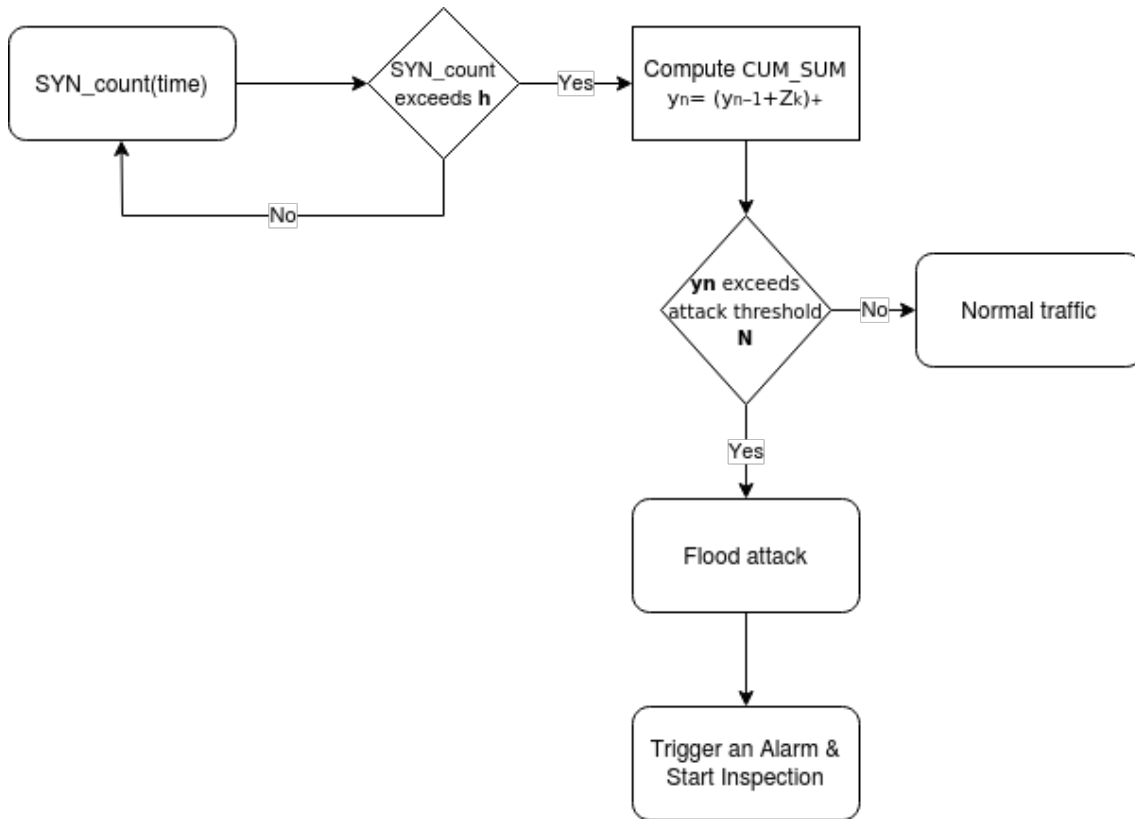 SYN_count(time)
SYN_count
exceeds h
Yes
Compute CUM_SUM
yn= (yn−1+Zk)+
No
yn exceeds
attack threshold
N
No
Normal traffic
Yes
Flood attack
Trigger an Alarm &
Start Inspection